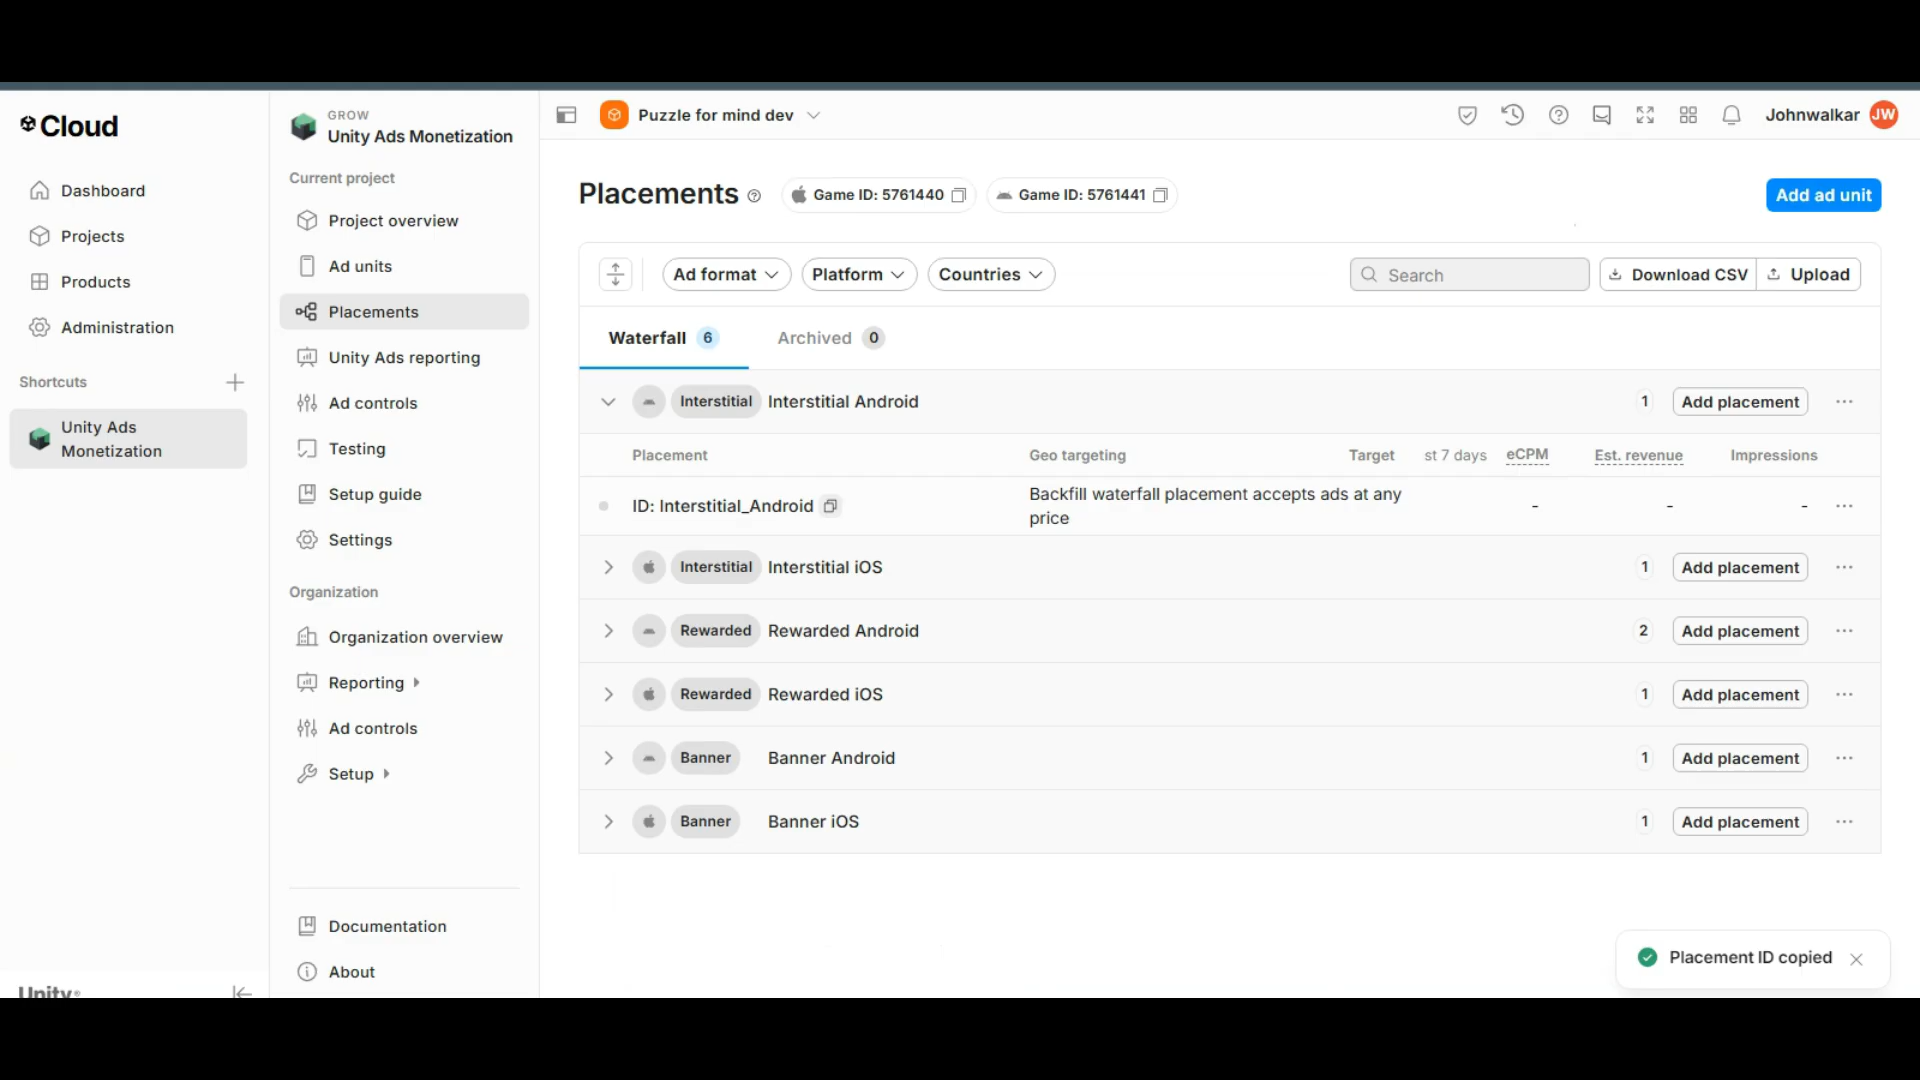 Cloud
Dashboard
Projects
Products
Administration
Shortcuts
Unity Ads
Monetization
Unity
GROW
Unity Ads Monetization
Current project
Project overview
Ad units
Placements
Unity Ads reporting
Ad controls
Testing
Setup guide
Settings
Organization
Organization overview
Reporting
Ad controls
Setup
Documentation
About
Puzzle for mind dev
Johnwalkar JW
Placements
Game ID: 5761440
Game ID: 5761441
Add ad unit
Ad format
Platform
Countries
Search
Download CSV
Upload
Waterfall 6
Archived 0
Interstitial Interstitial Android 1 Add placement
Placement Geo targeting Target st 7 days eCPM Est. revenue Impressions
ID: Interstitial_Android Backfill waterfall placement accepts ads at any - - -
price
Interstitial Interstitial iOS 1 Add placement
Rewarded Rewarded Android 2 Add placement
Rewarded Rewarded iOS 1 Add placement
Banner Banner Android 1 Add placement
Banner Banner iOS 1 Add placement
Placement ID copied